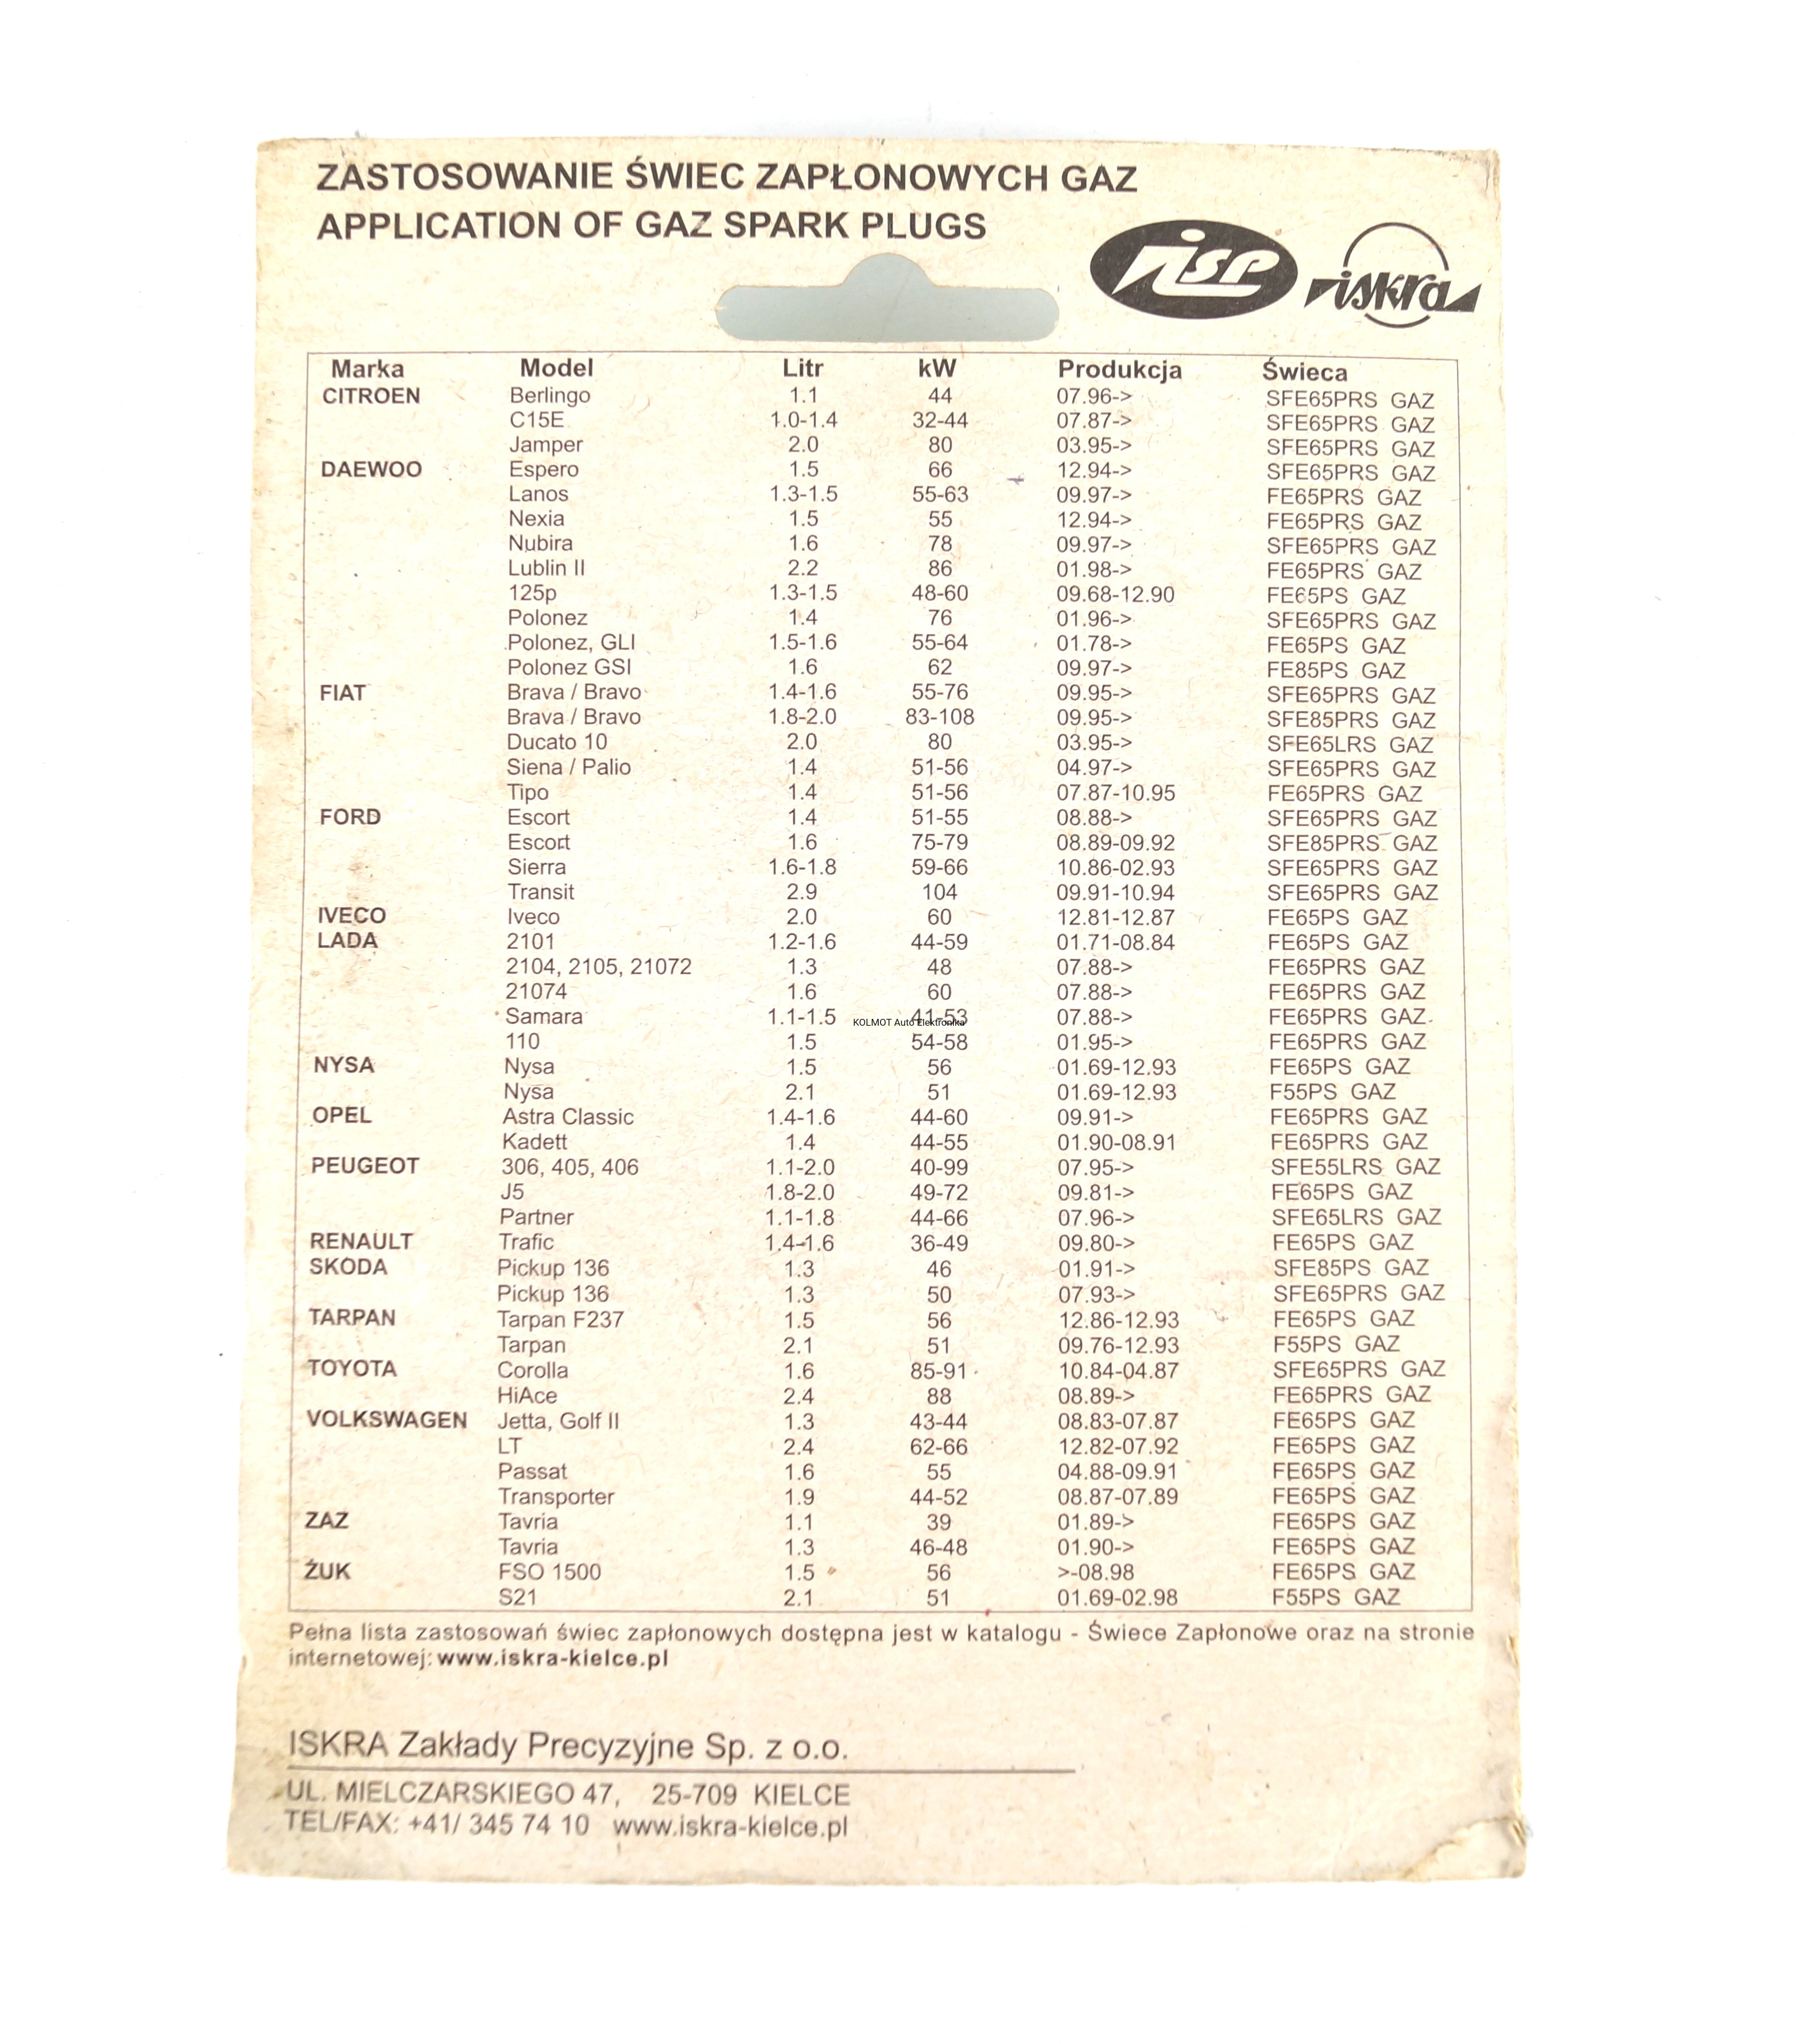 ZASTOSOWANIE ŚWIEC ZAPŁONOWYCH GAZ
APPLICATION OF GAZ SPARK PLUGS
isp iskra
Marka Model Litr kW Produkcja Świeca
CITROEN Berlingo 1.1 44 07.96-> SFE65PRS GAZ
C15E 1.0-1.4 32-44 07.87-> SFE65PRS GAZ
Jamper 2.0 80 03.95-> SFE65PRS GAZ
DAEWOO Espero 1.5 66 12.94-> SFE65PRS GAZ
Lanos 1.3-1.5 55-63 09.97-> FE65PRS GAZ
Nexia 1.5 55 12.94-> FE65PRS GAZ
Nubira 1.6 78 09.97-> SFE65PRS GAZ
Lublin II 2.2 86 01.98-> FE65PRS GAZ
125p 1.3-1.5 48-60 09.68-12.90 FE65PS GAZ
Polonez 1.4 76 01.96-> SFE65PRS GAZ
Polonez, GLI 1.5-1.6 55-64 01.78-> FE65PS GAZ
Polonez GSI 1.6 62 09.97-> FE85PS GAZ
FIAT Brava / Bravo 1.4-1.6 55-76 09.95-> SFE65PRS GAZ
Brava / Bravo 1.8-2.0 83-108 09.95-> SFE85PRS GAZ
Ducato 10 2.0 80 03.95-> SFE65LRS GAZ
Siena / Palio 1.4 51-56 04.97-> SFE65PRS GAZ
Tipo 1.4 51-56 07.87-10.95 FE65PRS GAZ
FORD Escort 1.4 51-55 08.88-> SFE65PRS GAZ
Escort 1.6 75-79 08.89-09.92 SFE85PRS GAZ
Sierra 1.6-1.8 59-66 10.86-02.93 SFE65PRS GAZ
Transit 2.9 104 09.91-10.94 SFE65PRS GAZ
IVECO Iveco 2.0 60 12.81-12.87 FE65PS GAZ
LADA 2101 1.2-1.6 44-59 01.71-08.84 FE65PS GAZ
2104, 2105, 21072 1.3 48 07.88-> FE65PRS GAZ
21074 1.6 60 07.88-> FE65PRS GAZ
Samara 1.1-1.5 41-53 07.88-> FE65PRS GAZ
KOLMOT Auto Elektronika
110 1.5 54-58 01.95-> FE65PRS GAZ
NYSA Nysa 1.5 56 01.69-12.93 FE65PS GAZ
Nysa 2.1 51 01.69-12.93 F55PS GAZ
OPEL Astra Classic 1.4-1.6 44-60 09.91-> FE65PRS GAZ
Kadett 1.4 44-55 01.90-08.91 FE65PRS GAZ
PEUGEOT 306, 405, 406 1.1-2.0 40-99 07.95-> SFE55LRS GAZ
J5 1.8-2.0 49-72 09.81-> FE65PS GAZ
Partner 1.1-1.8 44-66 07.96-> SFE65LRS GAZ
RENAULT Trafic 1.4-1.6 36-49 09.80-> FE65PS GAZ
SKODA Pickup 136 1.3 46 01.91-> SFE85PS GAZ
Pickup 136 1.3 50 07.93-> SFE65PRS GAZ
TARPAN Tarpan F237 1.5 56 12.86-12.93 FE65PS GAZ
Tarpan 2.1 51 09.76-12.93 F55PS GAZ
TOYOTA Corolla 1.6 85-91 10.84-04.87 SFE65PRS GAZ
HiAce 2.4 88 08.89-> FE65PRS GAZ
VOLKSWAGEN Jetta, Golf II 1.3 43-44 08.83-07.87 FE65PS GAZ
LT 2.4 62-66 12.82-07.92 FE65PS GAZ
Passat 1.6 55 04.88-09.91 FE65PS GAZ
Transporter 1.9 44-52 08.87-07.89 FE65PS GAZ
ZAZ Tavria 1.1 39 01.89-> FE65PS GAZ
Tavria 1.3 46-48 01.90-> FE65PS GAZ
ŻUK FSO 1500 1.5 56 >-08.98 FE65PS GAZ
S21 2.1 51 01.69-02.98 F55PS GAZ
Pełna lista zastosowań świec zapłonowych dostępna jest w katalogu - Świece Zapłonowe oraz na stronie
internetowej: www.iskra-kielce.pl
ISKRA Zakłady Precyzyjne Sp. z o.o.
UL. MIELCZARSKIEGO 47, 25-709 KIELCE
TEL/FAX: +41/ 345 74 10 www.iskra-kielce.pl